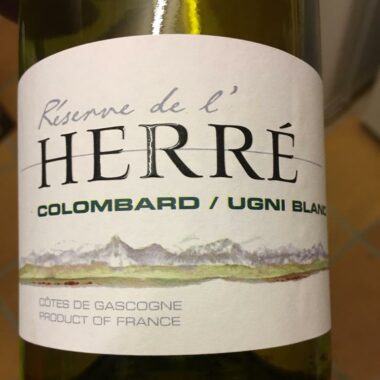 Réserve de l'
HERRÉ
COLOMBARD / UGNI BLANC
CÔTES DE GASCOGNE
PRODUCT OF FRANCE